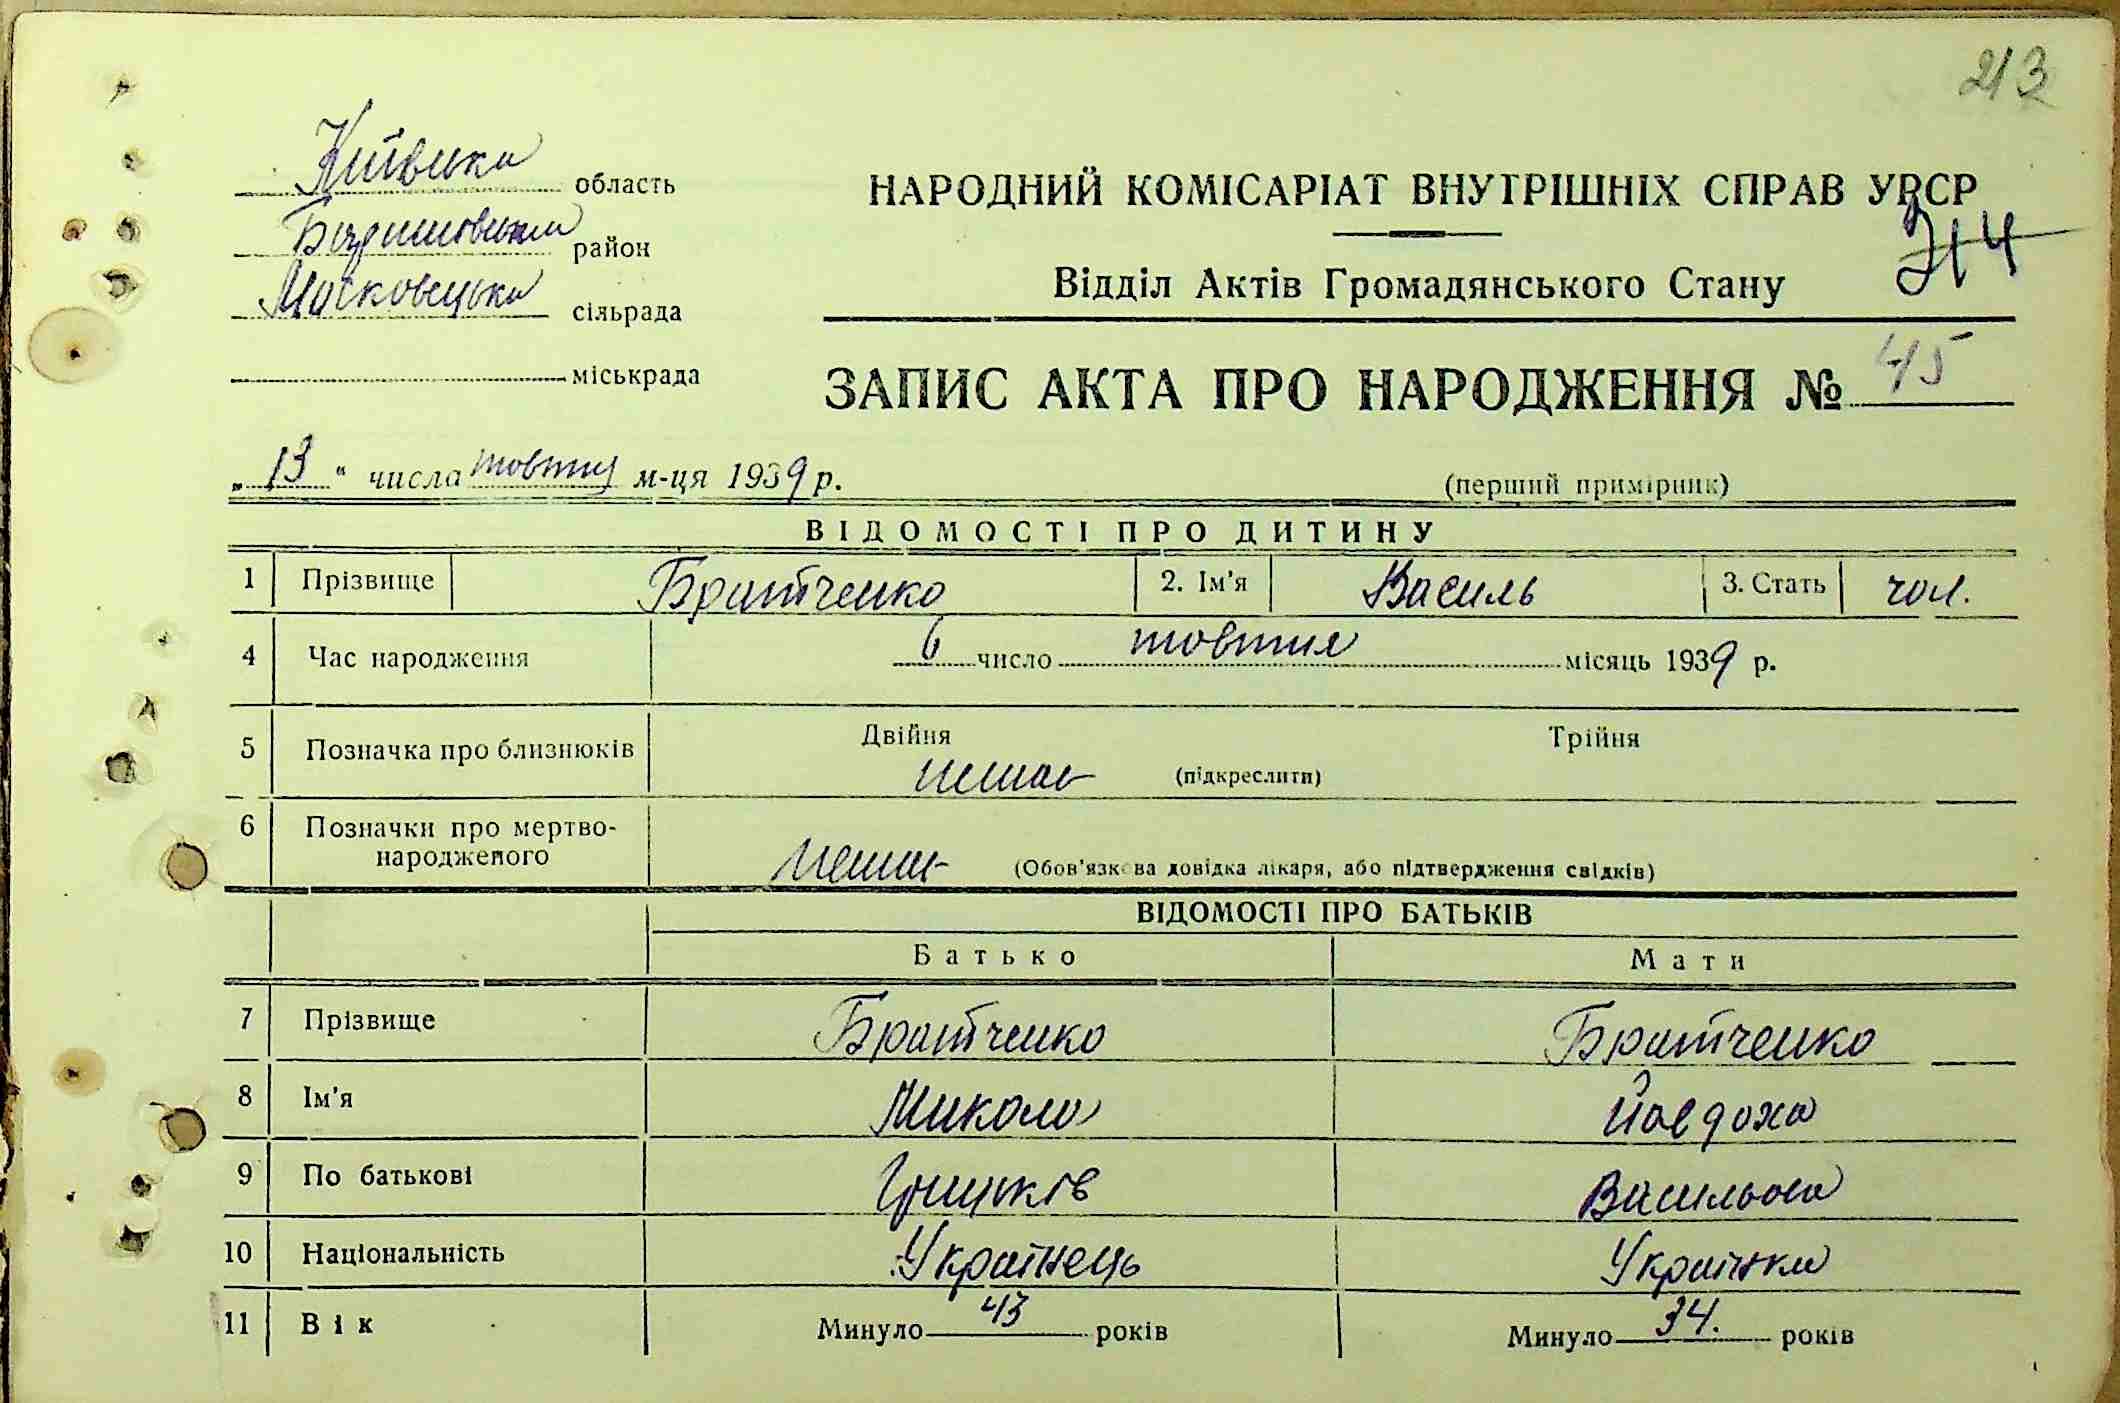 213
Київська область
район
Московецька сільрада
міськрада
НАРОДНИЙ КОМІСАРІАТ ВНУТРІШНІХ СПРАВ УРСР
Відділ Актів Громадянського Стану
ЗАПИС АКТА ПРО НАРОДЖЕННЯ № 45
„13“ числа жовтня м-ця 1939 р.
(перший примірник)
ВІДОМОСТІ ПРО ДИТИНУ
1 Прізвище Братченко 2. Ім'я Василь 3. Стать чол.
4 Час народження 6 число жовтня місяць 1939 р.
5 Позначка про близнюків Двійня Трійня
немає (підкреслити)
6 Позначки про мертво-
народженого немає (Обов'язкова довідка лікаря, або підтвердження свідків)
ВІДОМОСТІ ПРО БАТЬКІВ
Батько Мати
7 Прізвище Братченко Братченко
8 Ім'я Микола Йовдоха
9 По батькові Грицьків Васильова
10 Національність Українець Українка
11 Вік Минуло 43 років Минуло 34. років